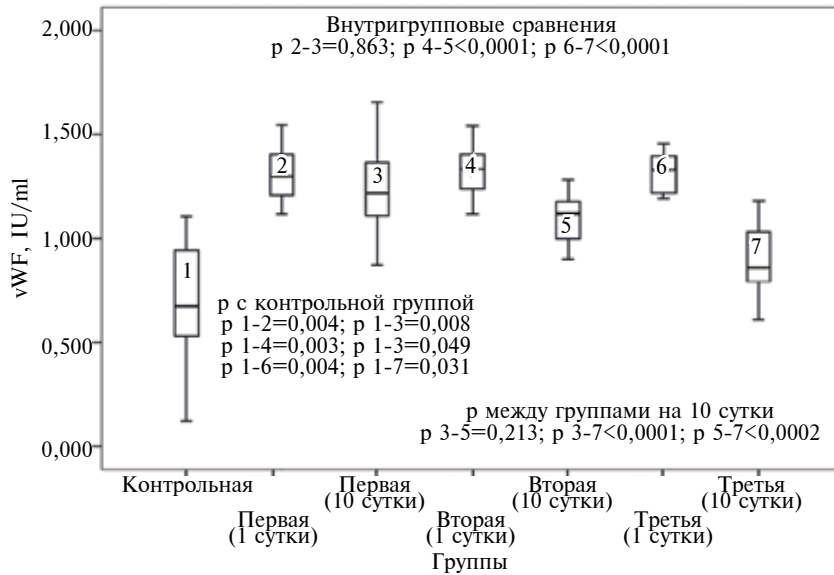 Внутригрупповые сравнения
р 2-3=0,863; р 4-5<0,0001; р 6-7<0,0001
vWF, IU/ml
2,000
1,500
1,000
0,500
0,000
1
2
3
4
5
6
7
р с контрольной группой
р 1-2=0,004; р 1-3=0,008
р 1-4=0,003; р 1-3=0,049
р 1-6=0,004; р 1-7=0,031
р между группами на 10 сутки
р 3-5=0,213; р 3-7<0,0001; р 5-7<0,0002
Контрольная
Первая
(1 сутки)
Первая
(10 сутки)
Вторая
(1 сутки)
Вторая
(10 сутки)
Третья
(1 сутки)
Третья
(10 сутки)
Группы